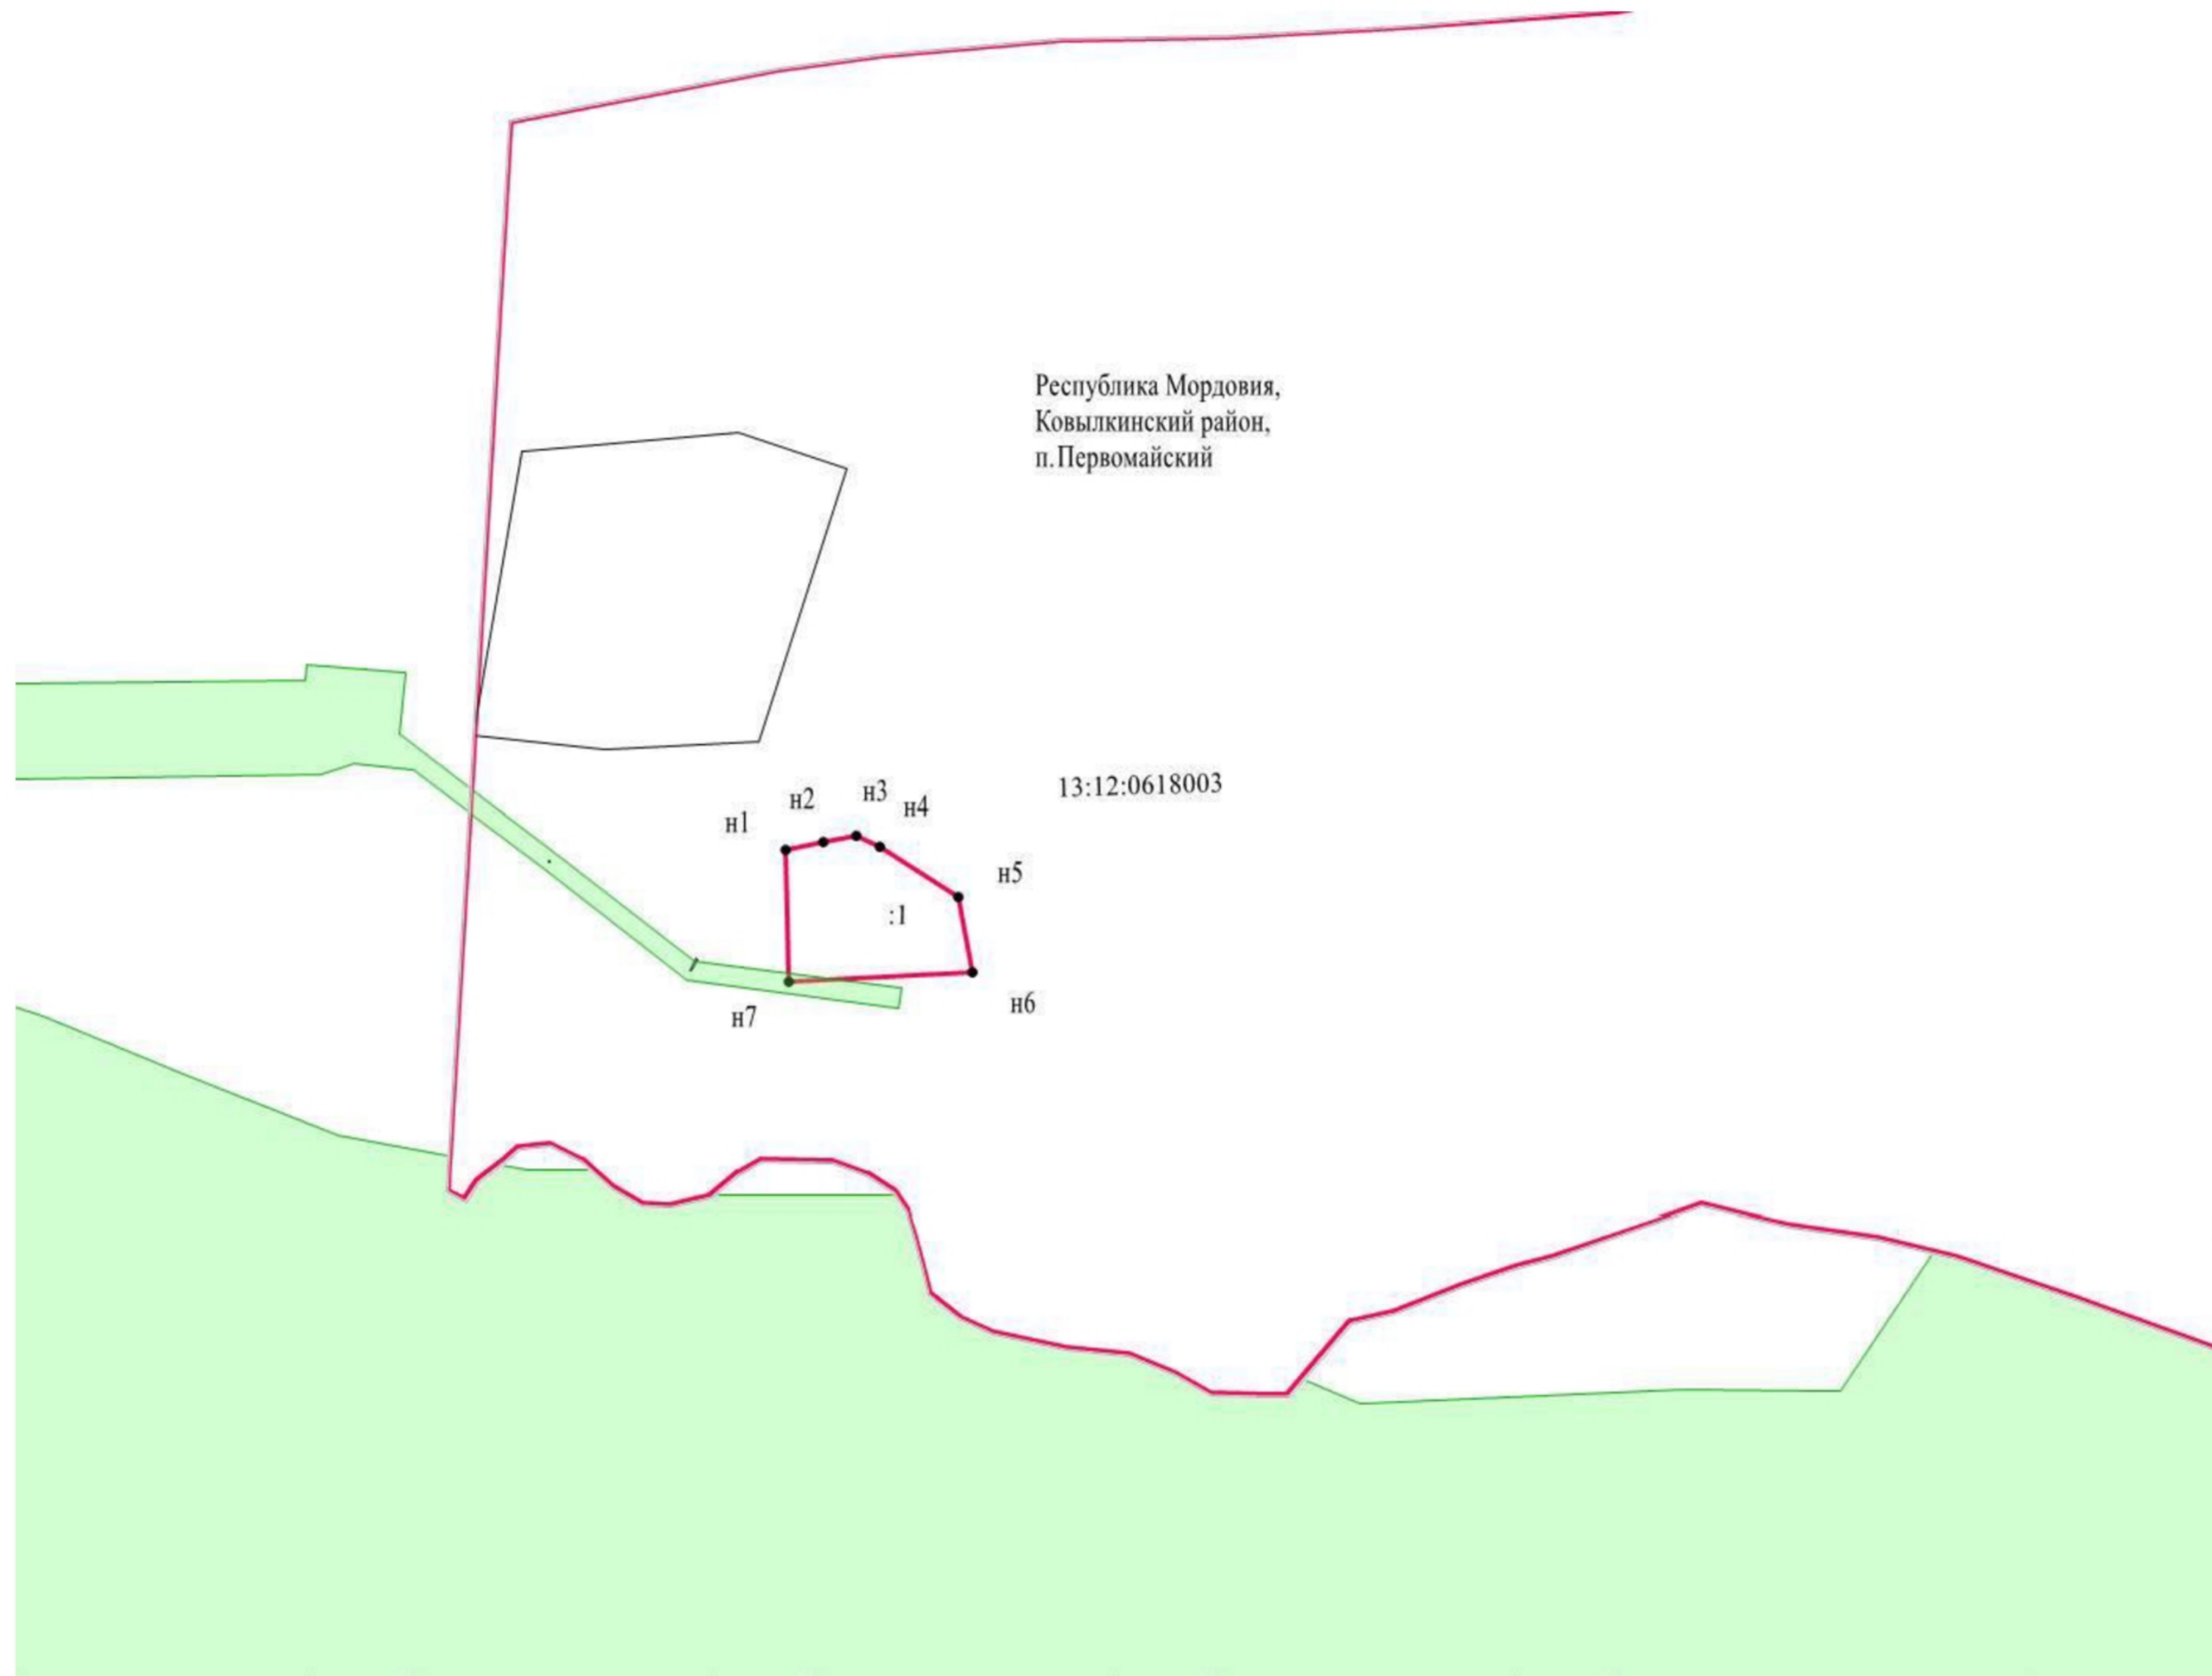 Республика Мордовия,
Ковылкинский район,
п.Первомайский
13:12:0618003
н1
н2
н3
н4
н5
:1
н6
н7